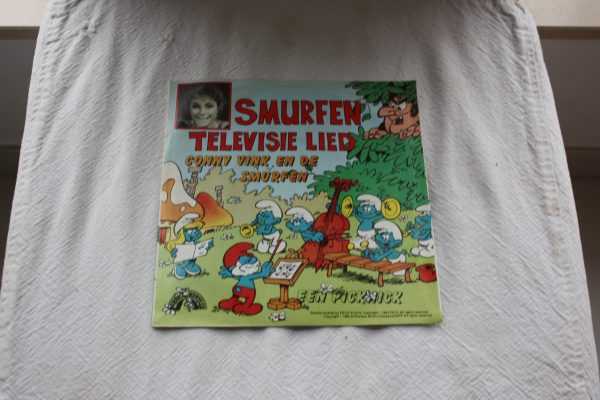 SMURFEN
TELEVISIE LIED
CONNY VINK EN DE
SMURFEN
EEN PICKNICK